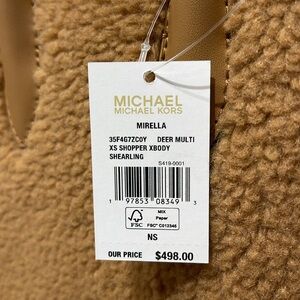 MICHAEL
MICHAEL KORS
MIRELLA
35F4G7ZC0Y DEER MULTI
XS SHOPPER XBODY
SHEARLING
S419-0001
1 97853 08349 3
MIX
Paper
FSC
FSC® C013346
NS
OUR PRICE $498.00